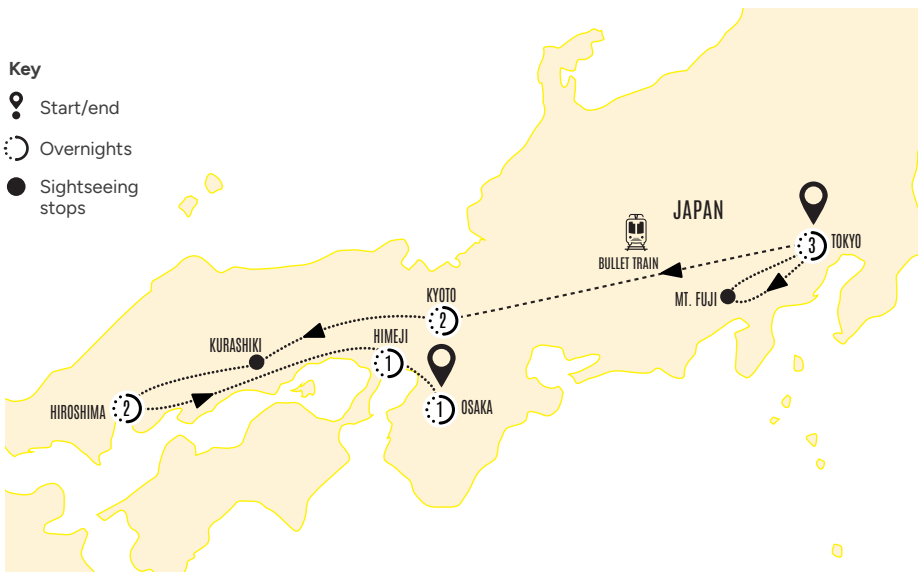 Key
Start/end
Overnights
Sightseeing
stops
JAPAN
3
TOKYO
BULLET TRAIN
MT. FUJI
KYOTO
2
HIMEJI
1
KURASHIKI
HIROSHIMA
2
1
OSAKA